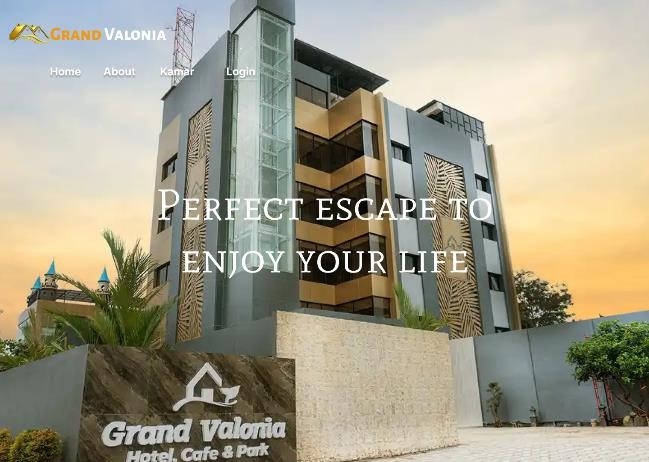 GRAND VALONIA
Home About Kamar Login
PERFECT ESCAPE TO
ENJOY YOUR LIFE
Grand Valonia
Hotel, Cafe & Park